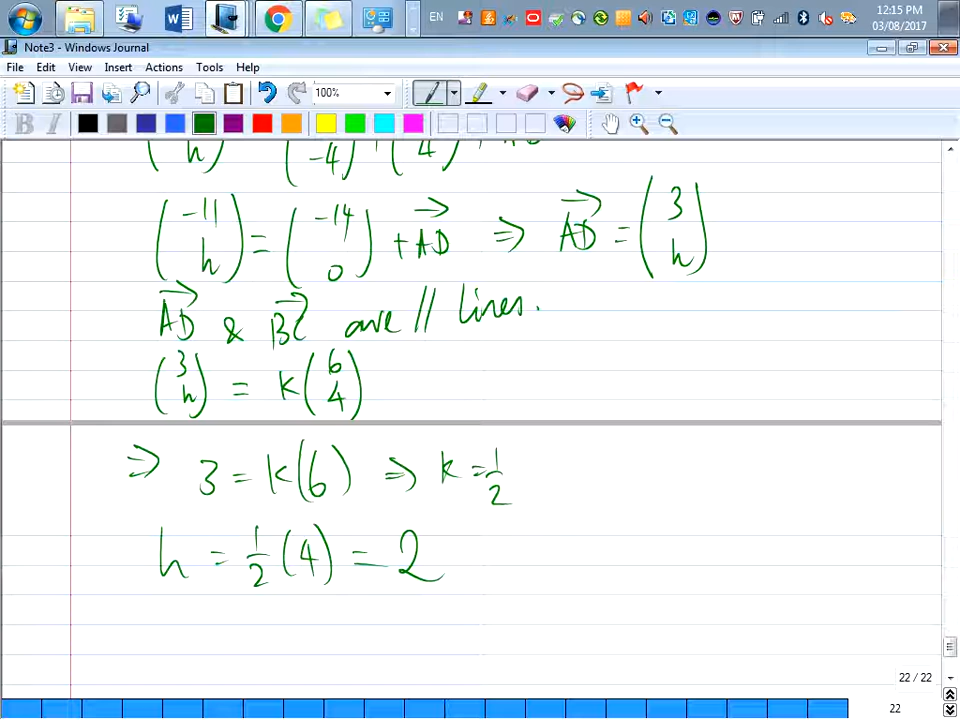 EN
12:15 PM
03/08/2017
Note3 - Windows Journal
File Edit View Insert Actions Tools Help
100%
B I
( h ) ( -4 ) + ( 4 ) +
( -11 h ) = ( -14 0 ) + AD ⇒ AD = ( 3 h )
AD & BC are // lines.
( 3 h ) = k ( 6 4 )
⇒ 3 = k(6) ⇒ k = 1/2
h = 1/2 (4) = 2
22 / 22
22